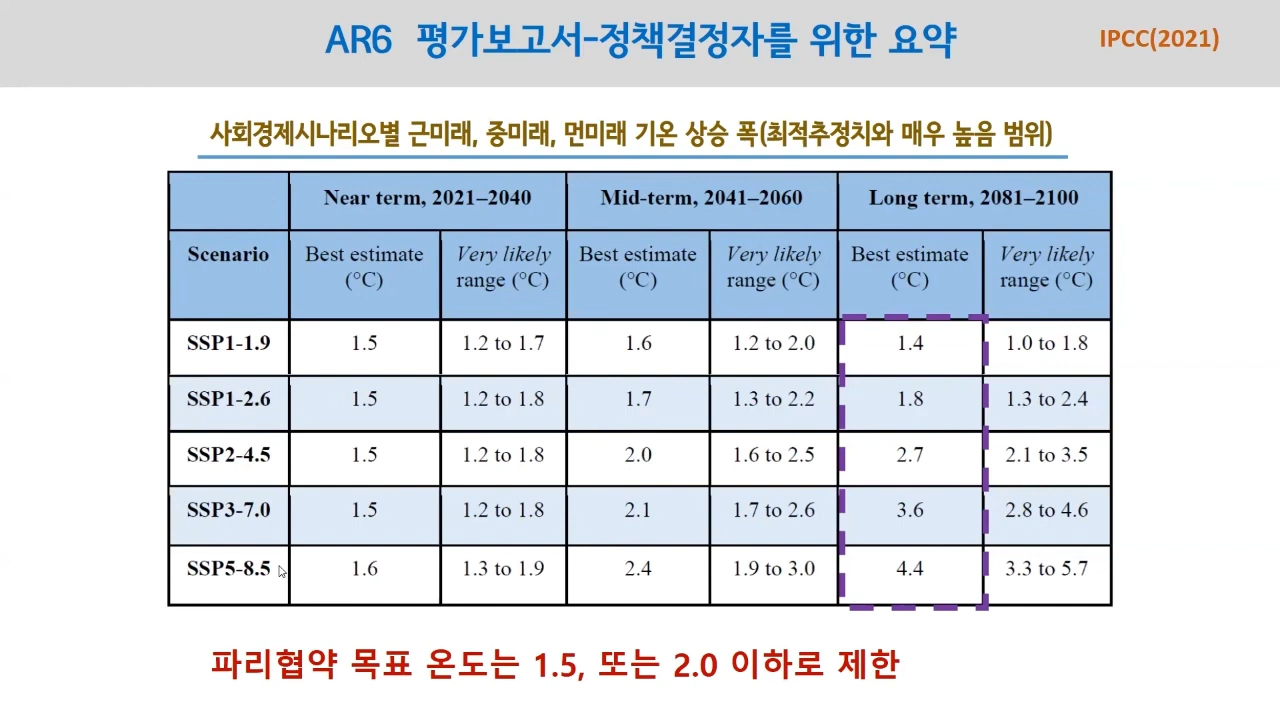 AR6 평가보고서-정책결정자를 위한 요약
IPCC(2021)
사회경제시나리오별 근미래, 중미래, 먼미래 기온 상승 폭(최적추정치와 매우 높음 범위)
Near term, 2021–2040 Mid-term, 2041–2060 Long term, 2081–2100
Scenario Best estimate (°C) Very likely range (°C) Best estimate (°C) Very likely range (°C) Best estimate (°C) Very likely range (°C)
SSP1-1.9 1.5 1.2 to 1.7 1.6 1.2 to 2.0 1.4 1.0 to 1.8
SSP1-2.6 1.5 1.2 to 1.8 1.7 1.3 to 2.2 1.8 1.3 to 2.4
SSP2-4.5 1.5 1.2 to 1.8 2.0 1.6 to 2.5 2.7 2.1 to 3.5
SSP3-7.0 1.5 1.2 to 1.8 2.1 1.7 to 2.6 3.6 2.8 to 4.6
SSP5-8.5 1.6 1.3 to 1.9 2.4 1.9 to 3.0 4.4 3.3 to 5.7
파리협약 목표 온도는 1.5, 또는 2.0 이하로 제한